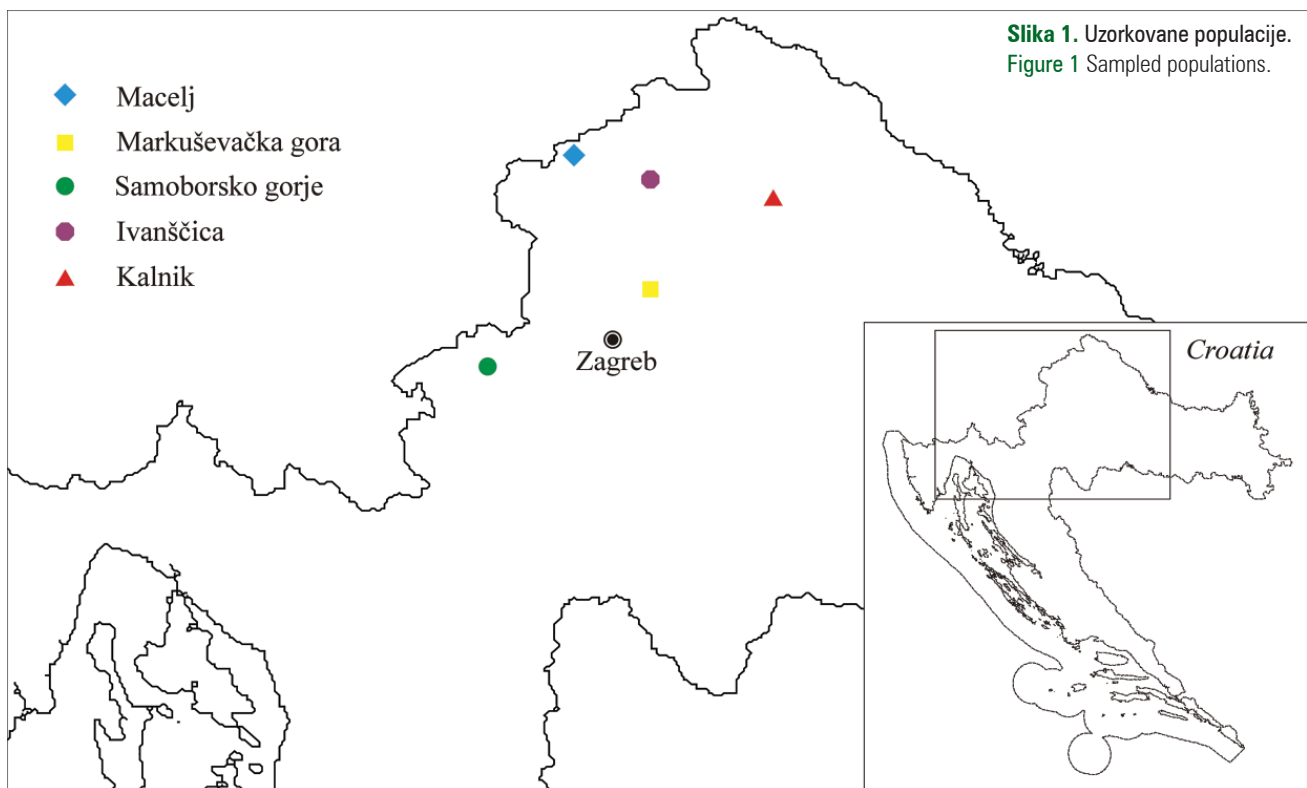 Slika 1. Uzorkovane populacije.
Figure 1 Sampled populations.
Macelj
Markuševačka gora
Samoborsko gorje
Ivanščica
Kalnik
Zagreb
Croatia